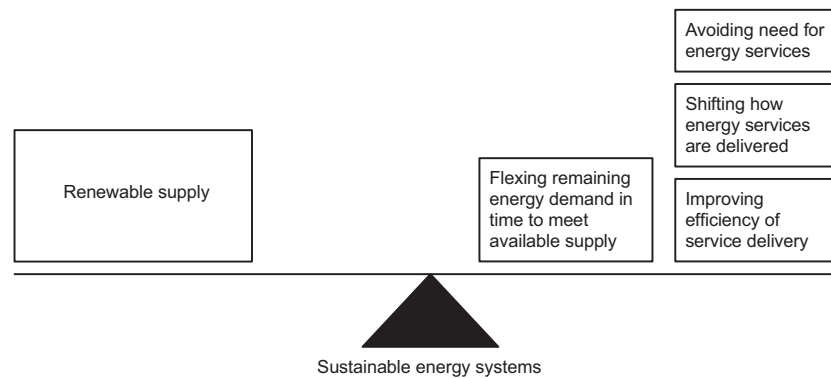 Avoiding need for
energy services
Shifting how
energy services
are delivered
Renewable supply
Flexing remaining
energy demand in
time to meet
available supply
Improving
efficiency of
service delivery
Sustainable energy systems